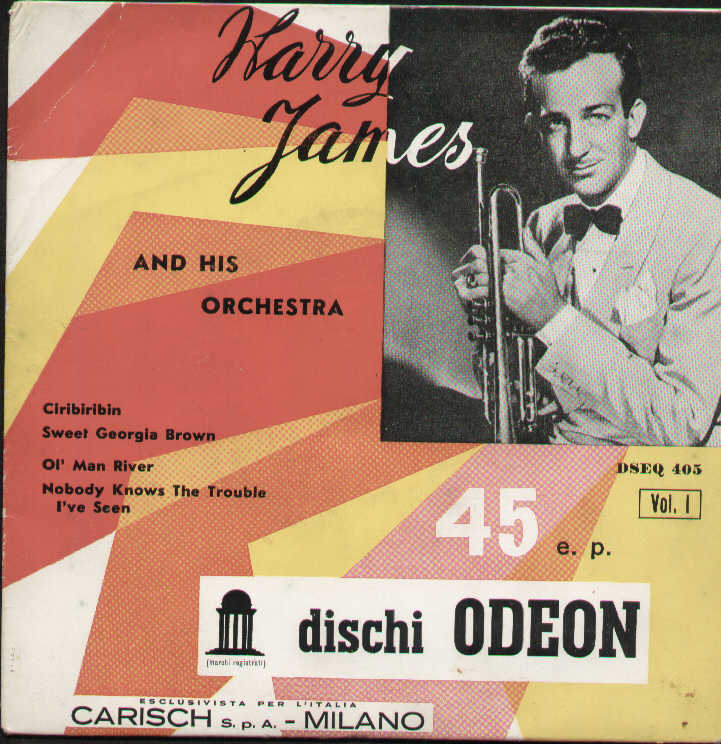 Harry
James
AND HIS
ORCHESTRA
Ciribiribin
Sweet Georgia Brown
Ol' Man River
Nobody Knows The Trouble
I've Seen
DSEQ 405
Vol. 1
45 e. p.
dischi ODEON
(marchi registrati)
ESCLUSIVISTA PER L'ITALIA
CARISCH S.p.A. - MILANO